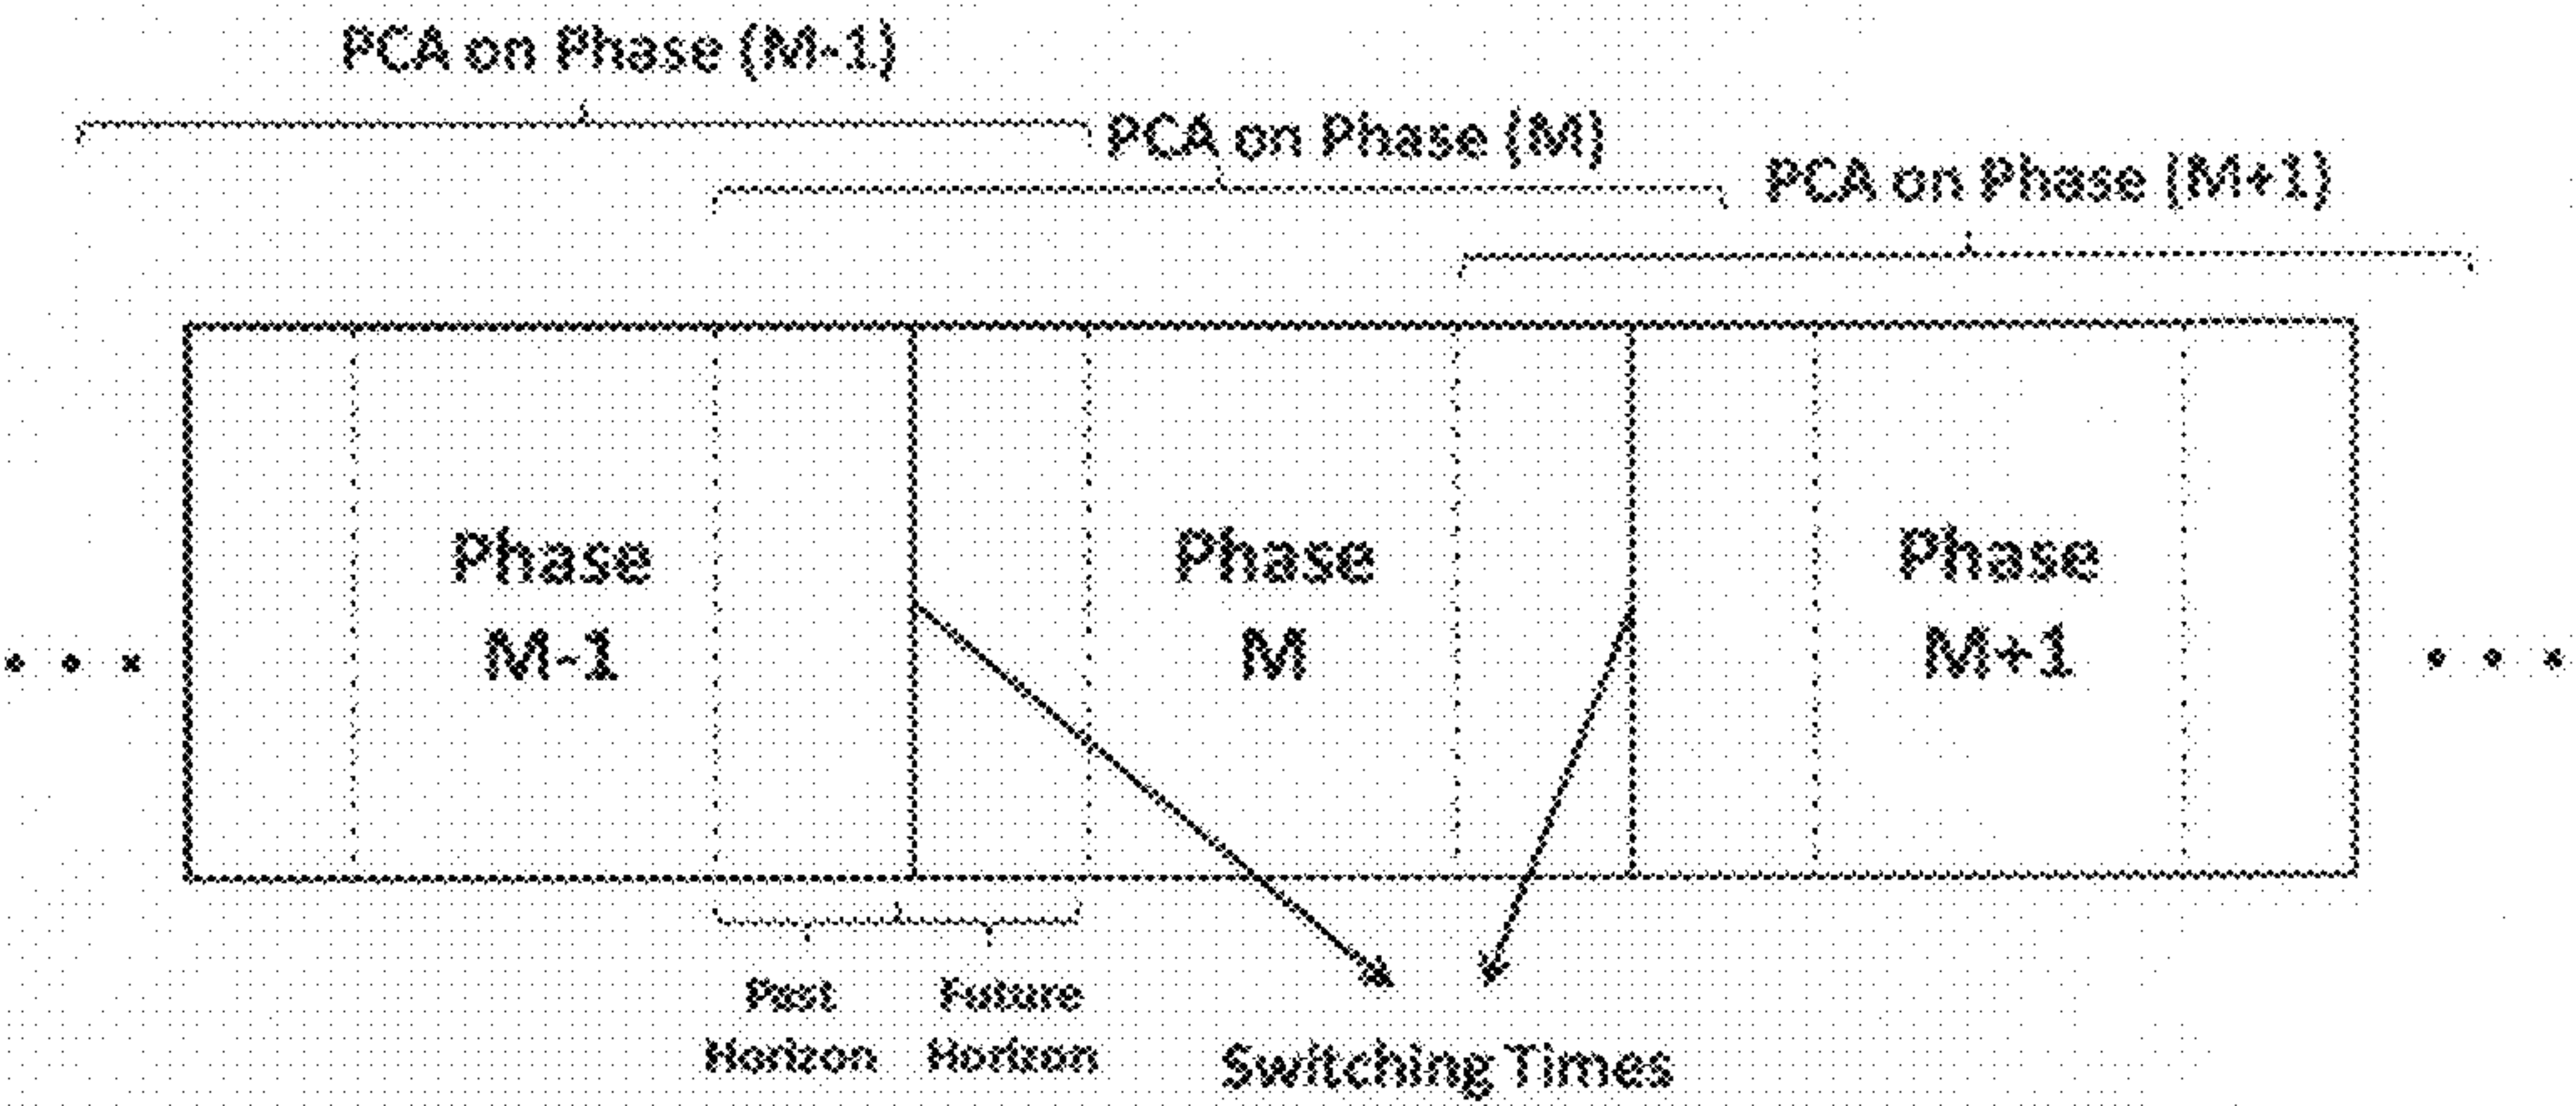 PCA on Phase (M-1)
PCA on Phase (M)
PCA on Phase (M+1)
Phase
M-1
Phase
M
Phase
M+1
Past
Horizon
Future
Horizon
Switching Times